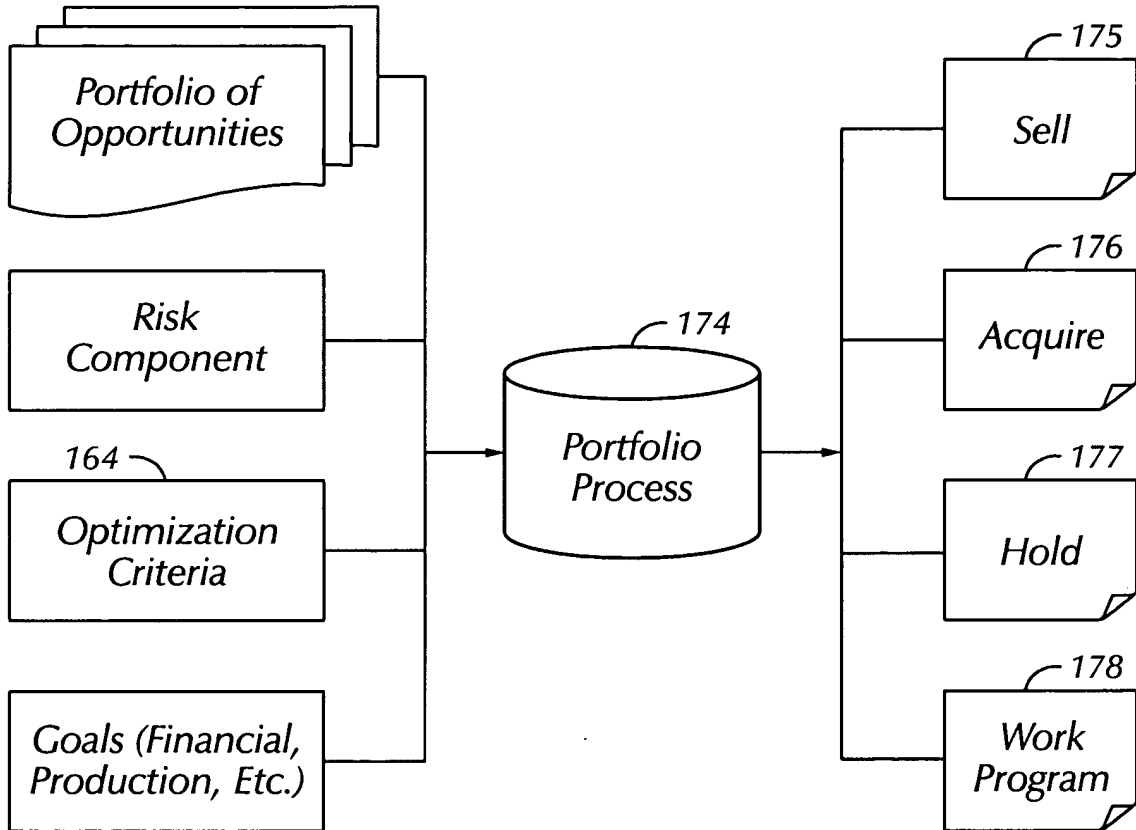 Portfolio of
Opportunities
Risk
Component
164
Optimization
Criteria
Goals (Financial,
Production, Etc.)
174
Portfolio
Process
175
Sell
176
Acquire
177
Hold
178
Work
Program